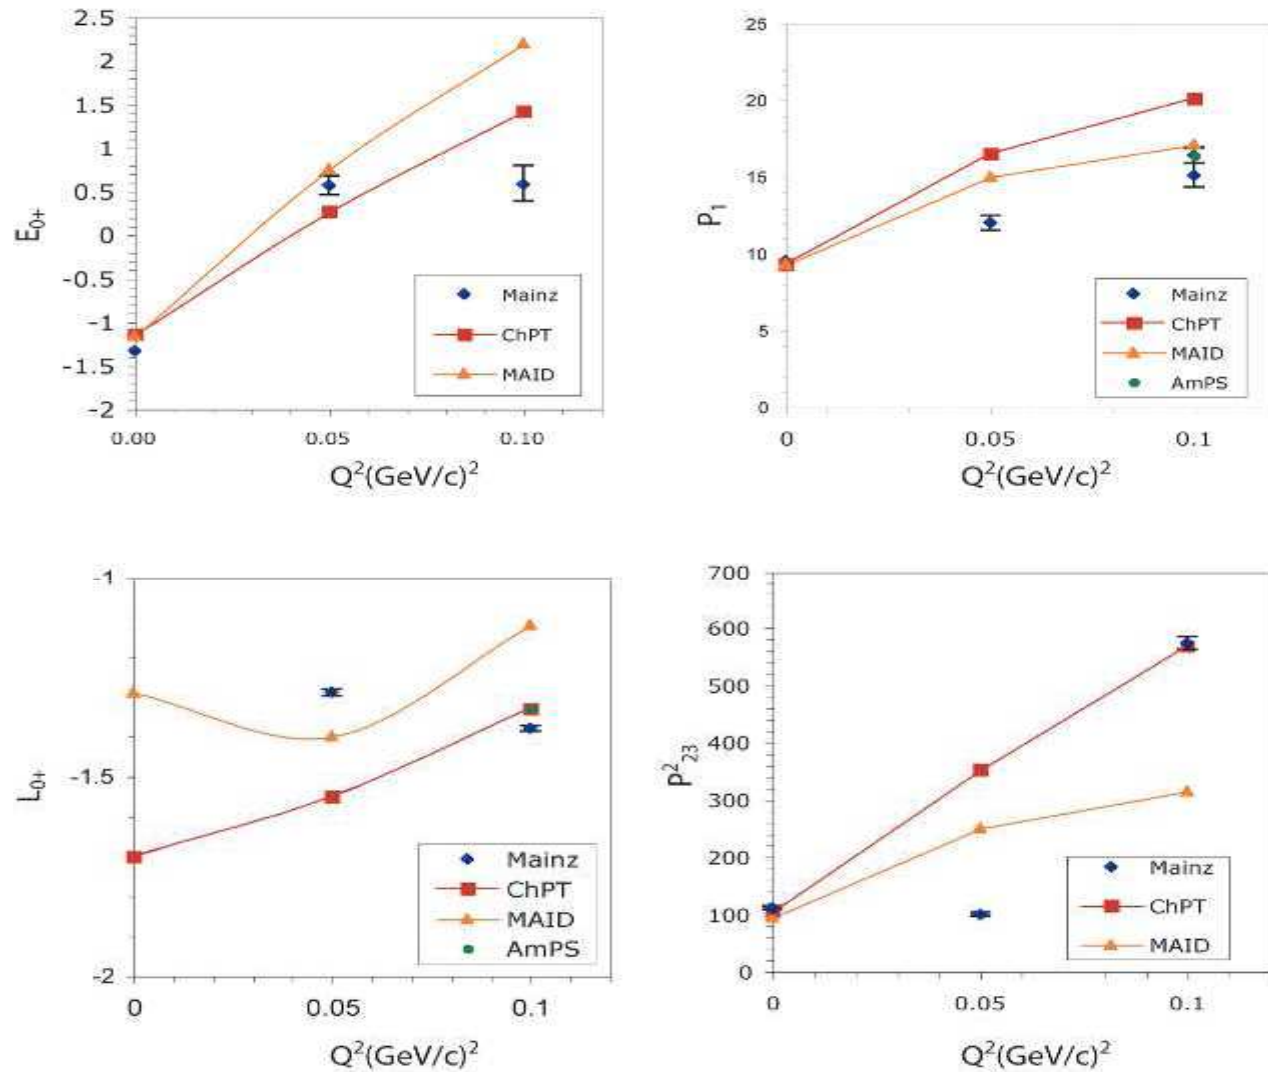 2.5
2
1.5
1
0.5
0
-0.5
-1
-1.5
-2
E0+
0.00 0.05 0.10
Q²(GeV/c)²
Mainz
ChPT
MAID
25
20
15
10
5
0
P1
0 0.05 0.1
Q²(GeV/c)²
Mainz
ChPT
MAID
AmPS
-1
-1.5
-2
L0+
0 0.05 0.1
Q²(GeV/c)²
Mainz
ChPT
MAID
AmPS
700
600
500
400
300
200
100
0
P²23
0 0.05 0.1
Q²(GeV/c)²
Mainz
ChPT
MAID